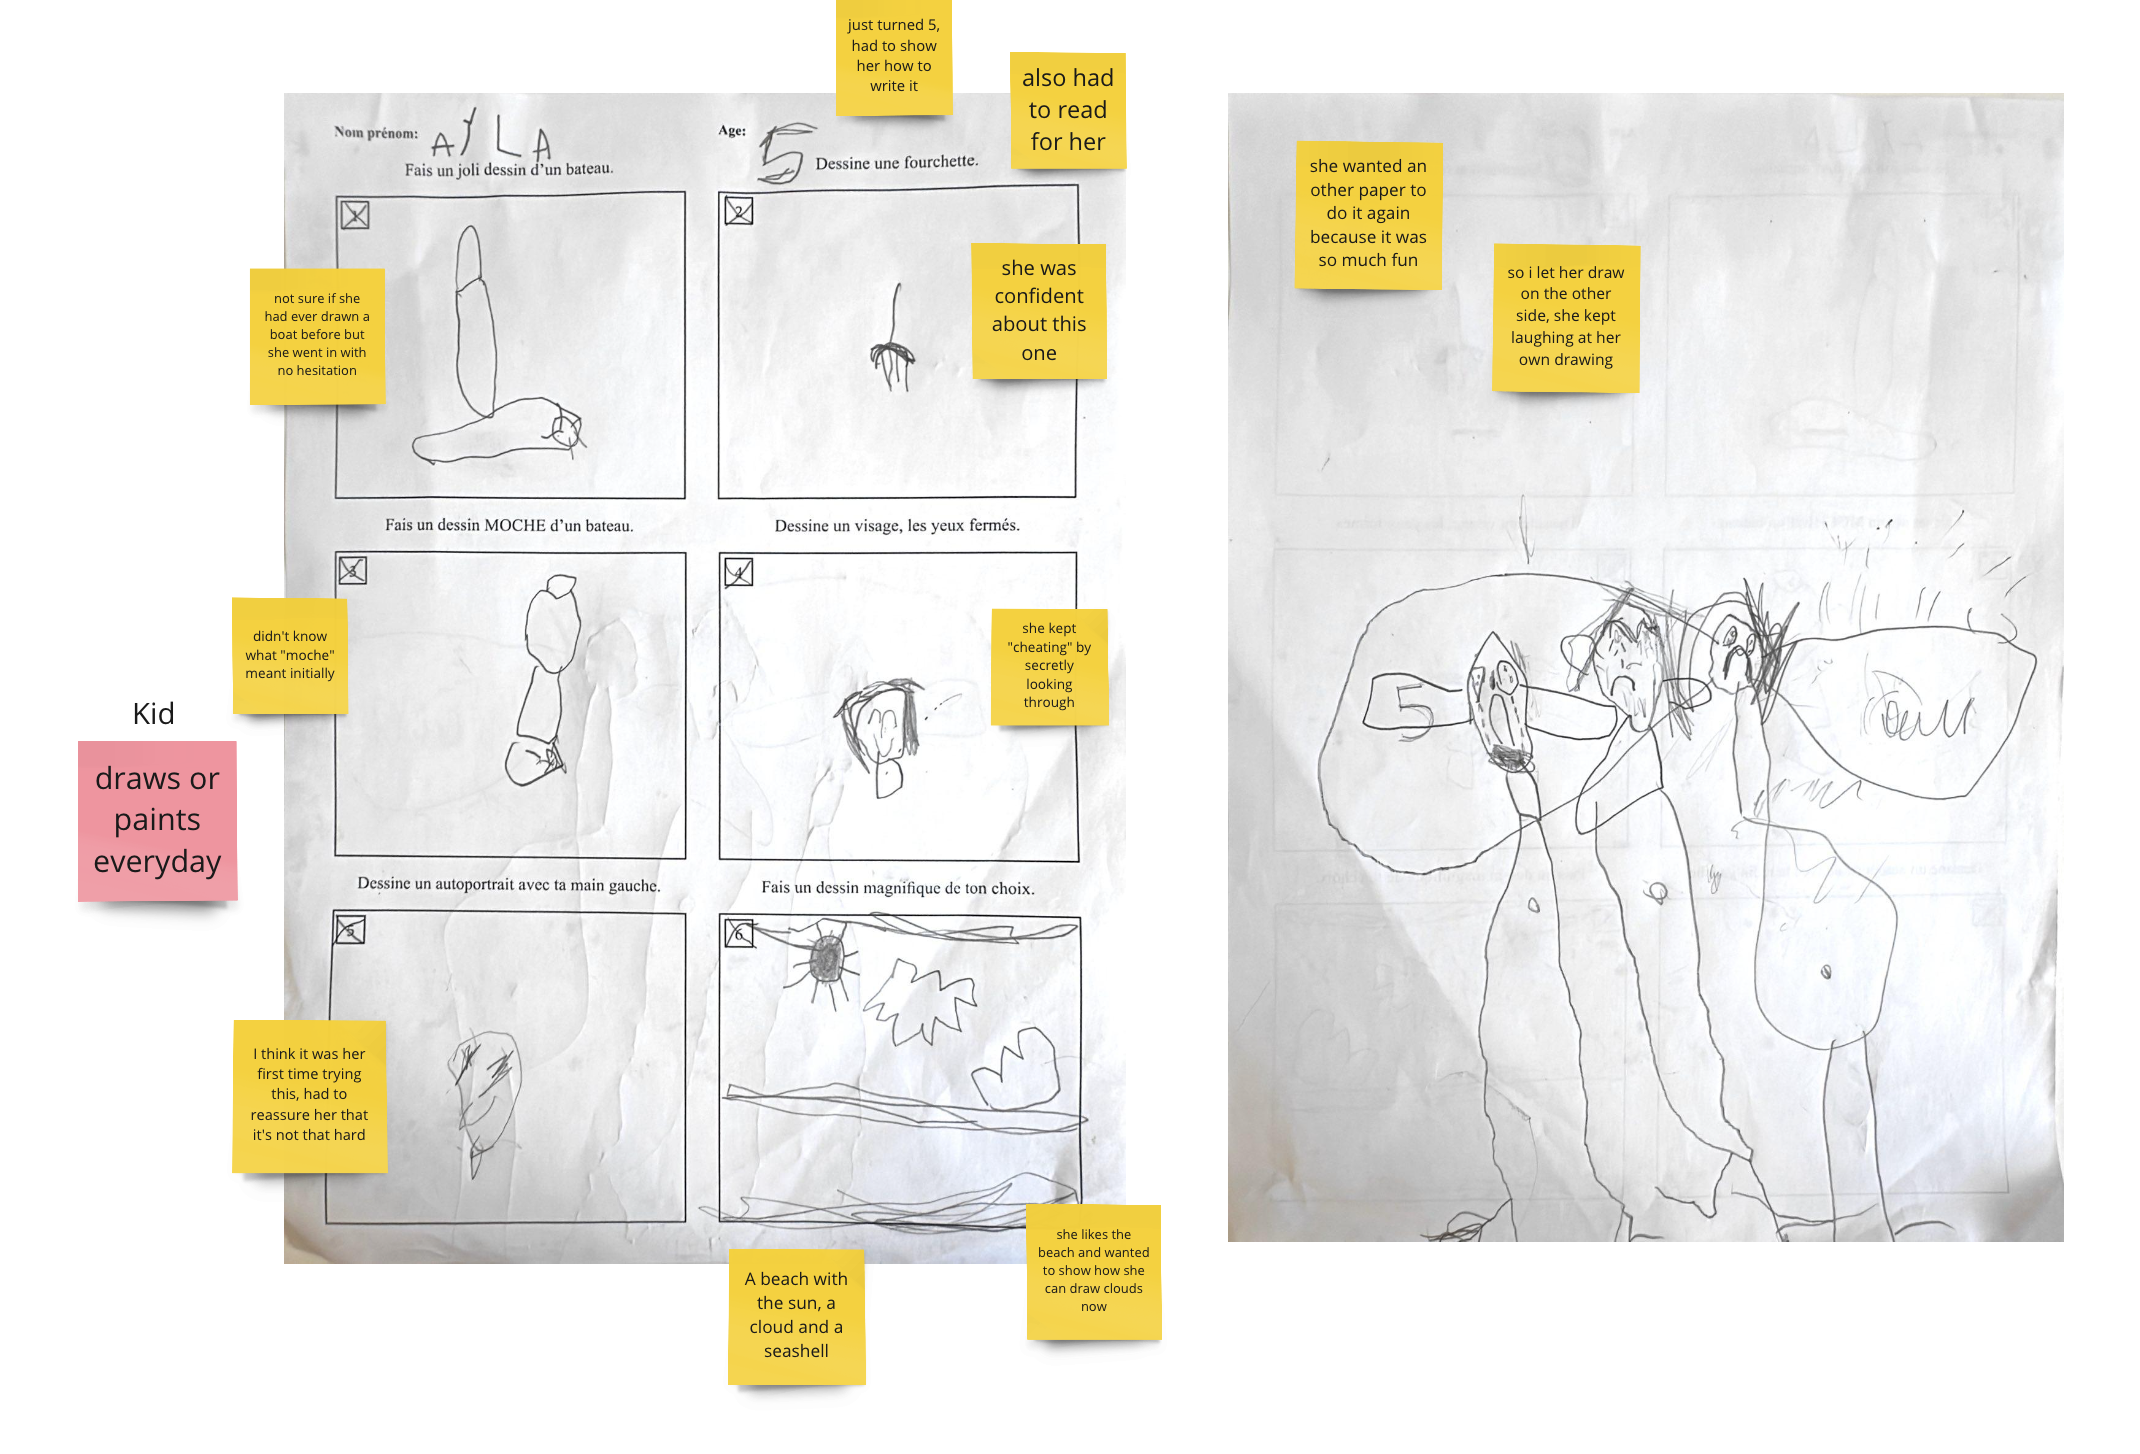 just turned 5,
had to show
her how to
write it
also had
to read
for her
Nom prénom: AYLA
Age: 5
Fais un joli dessin d'un bateau.
Dessine une fourchette.
1
2
not sure if she
had ever drawn a
boat before but
she went in with
no hesitation
she was
confident
about this
one
Fais un dessin MOCHE d'un bateau.
Dessine un visage, les yeux fermés.
3
4
didn't know
what "moche"
meant initially
she kept
"cheating" by
secretly
looking
through
Kid
draws or
paints
everyday
Dessine un autoportrait avec ta main gauche.
Fais un dessin magnifique de ton choix.
5
6
I think it was her
first time trying
this, had to
reassure her that
it's not that hard
A beach with
the sun, a
cloud and a
seashell
she likes the
beach and wanted
to show how she
can draw clouds
now
she wanted an
other paper to
do it again
because it was
so much fun
so i let her draw
on the other
side, she kept
laughing at her
own drawing
5